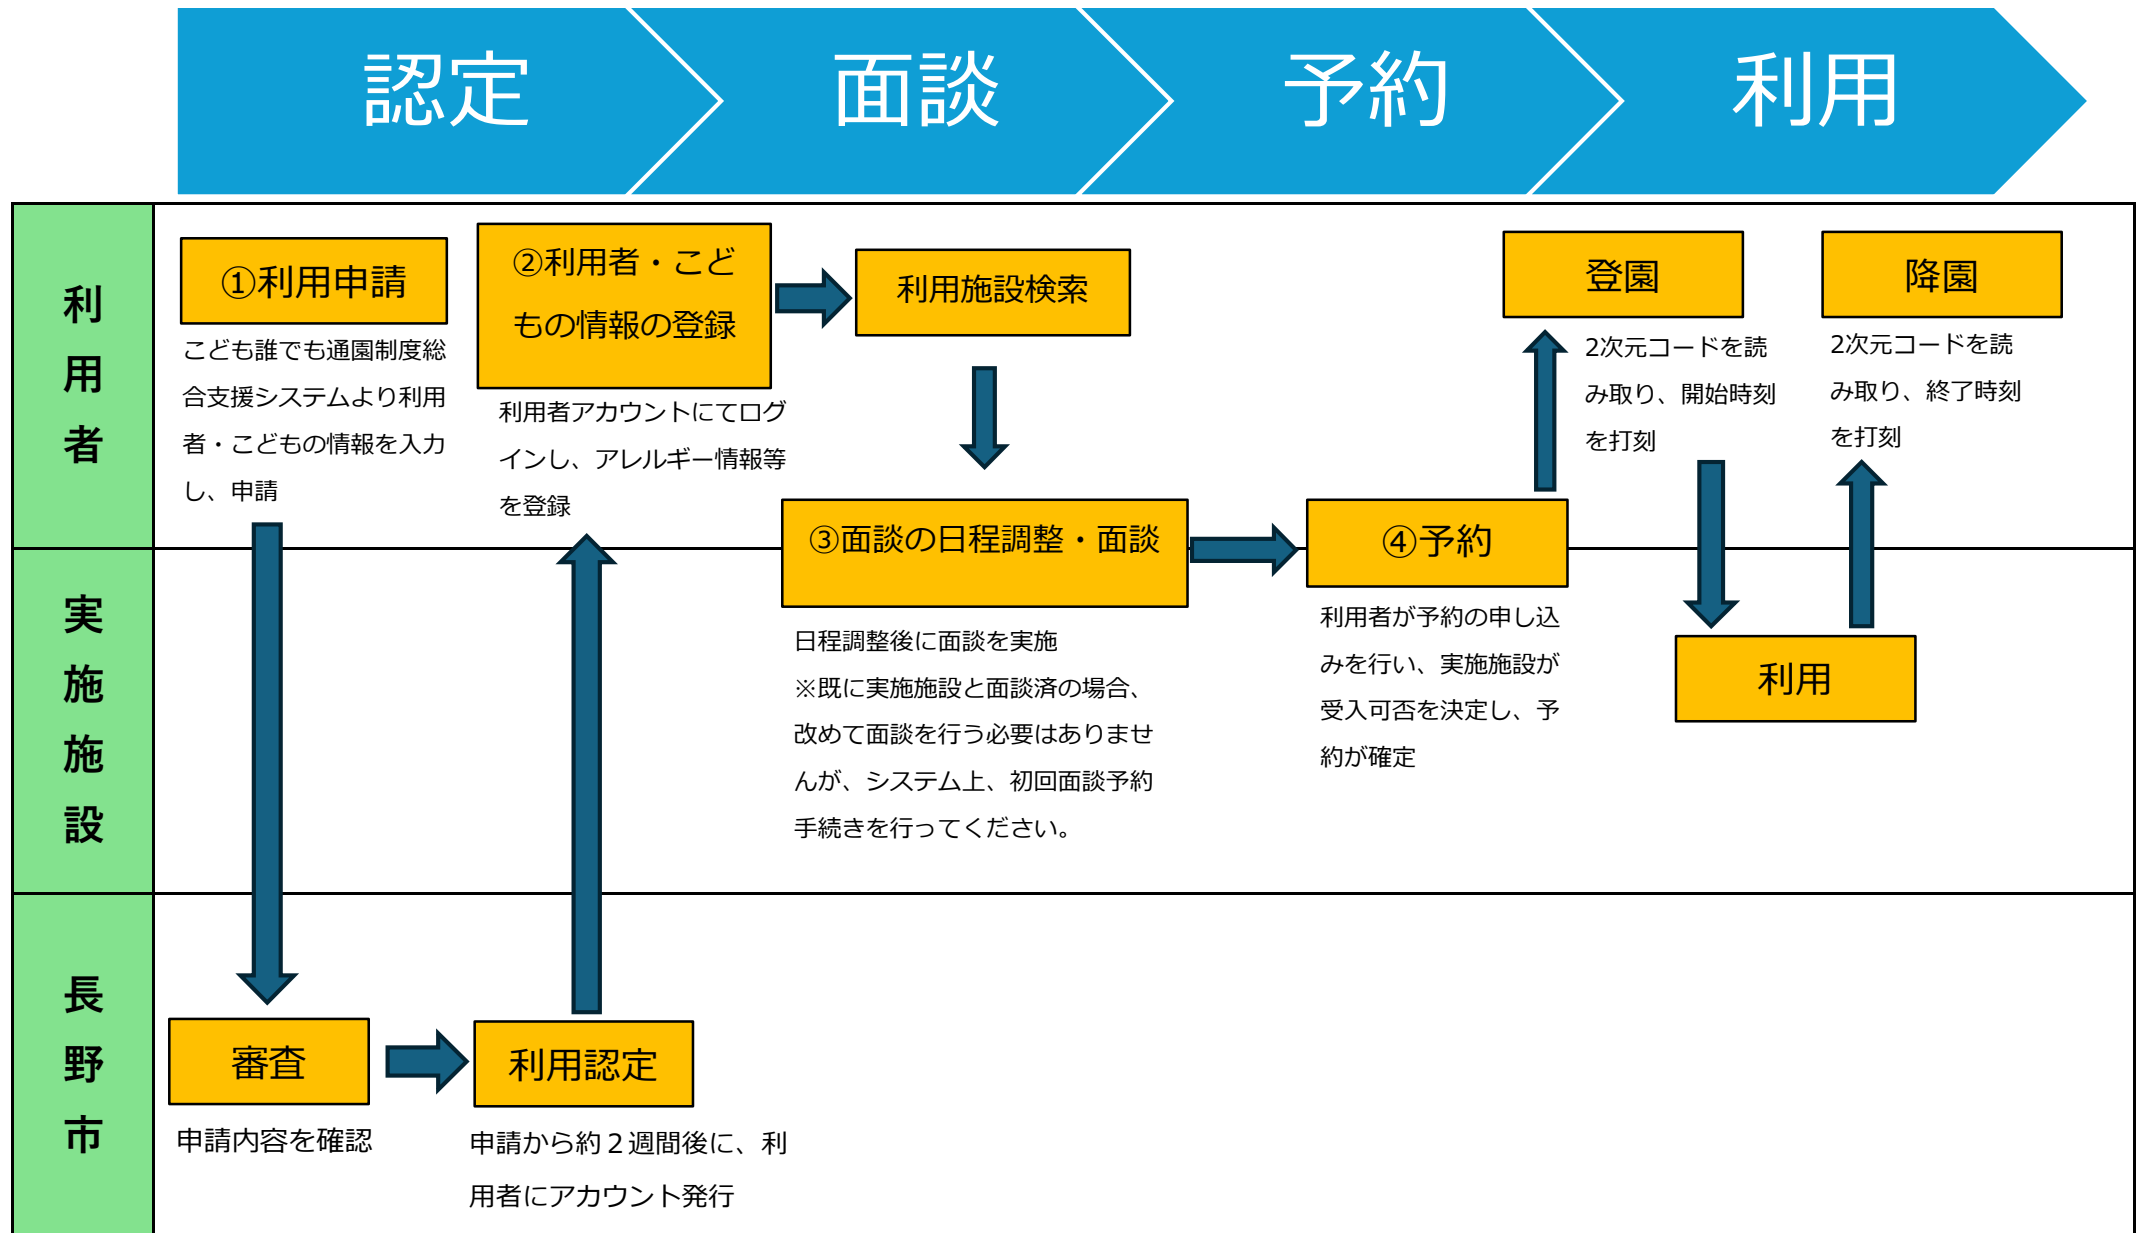 認定
面談
予約
利用
利用者
①利用申請
こども誰でも通園制度総
合支援システムより利用
者・こどもの情報を入力
し、申請
②利用者・こど
もの情報の登録
利用者アカウントにてログ
インし、アレルギー情報等
を登録
利用施設検索
③面談の日程調整・面談
日程調整後に面談を実施
※既に実施施設と面談済の場合、
改めて面談を行う必要はありませ
んが、システム上、初回面談予約
手続きを行ってください。
④予約
利用者が予約の申し込
みを行い、実施施設が
受入可否を決定し、予
約が確定
登園
2次元コードを読
み取り、開始時刻
を打刻
降園
2次元コードを読
み取り、終了時刻
を打刻
実施施設
利用
長野市
審査
申請内容を確認
利用認定
申請から約２週間後に、利
用者にアカウント発行